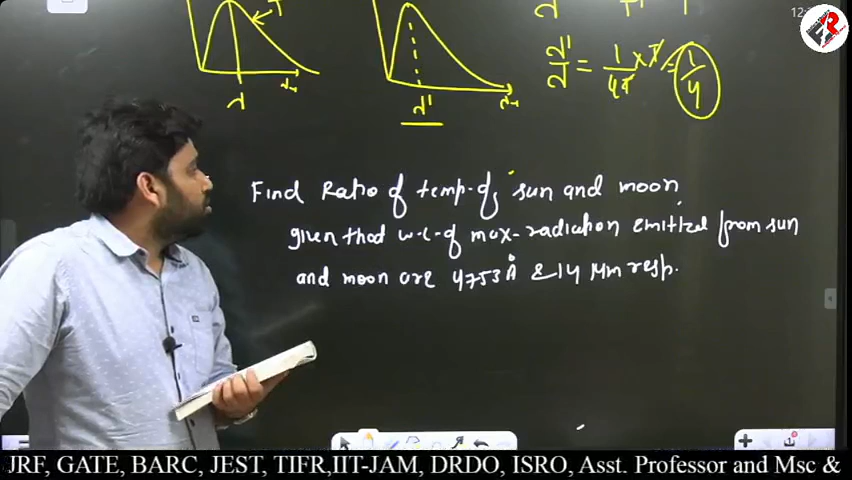 T
λ
λ→
λ'
λ→
λ'/λ = 1/4T × T = 1/4
Find Ratio of temp. of sun and moon,
given that w.l. of max-radiation emitted from sun
and moon are 4753 Å & 14 μm resp.
JRF, GATE, BARC, JEST, TIFR,IIT-JAM, DRDO, ISRO, Asst. Professor and Msc &